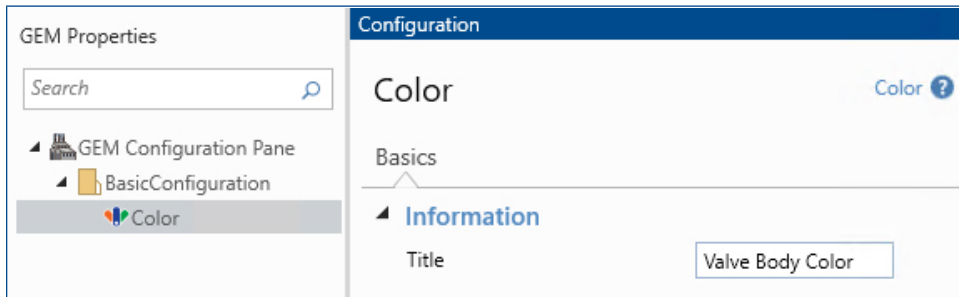 GEM Properties
Search
GEM Configuration Pane
BasicConfiguration
Color
Configuration
Color
Color ?
Basics
Information
Title
Valve Body Color